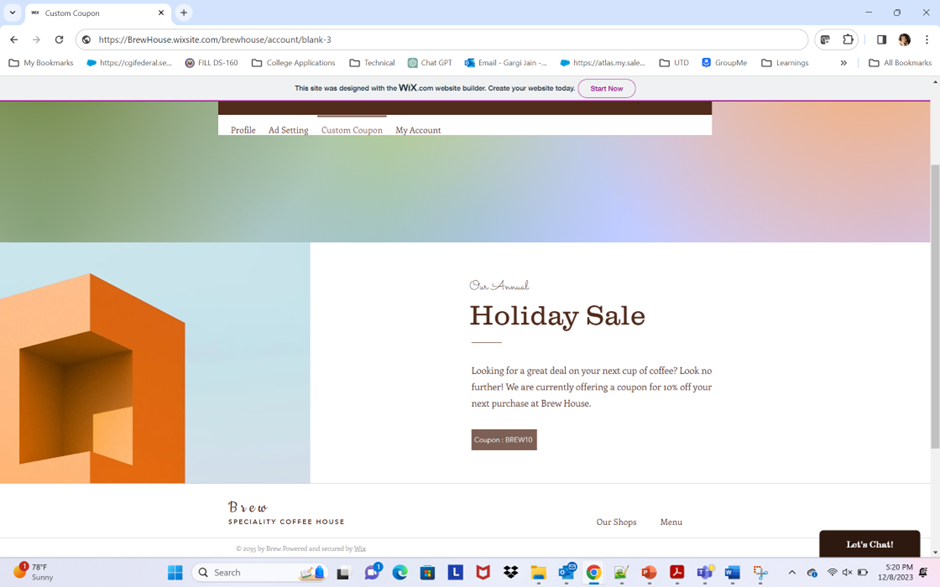 Custom Coupon
https://BrewHouse.wixsite.com/brewhouse/account/blank-3
My Bookmarks https://cgifederal.se... FILL DS-160 College Applications Technical Chat GPT Email - Gargi Jain -... https://atlas.my.sale... UTD GroupMe Learnings » All Bookmarks
This site was designed with the WiX.com website builder. Create your website today. Start Now
Profile Ad Setting Custom Coupon My Account
Our Annual
Holiday Sale
Looking for a great deal on your next cup of coffee? Look no
further! We are currently offering a coupon for 10% off your
next purchase at Brew House.
Coupon : BREW10
Brew
SPECIALITY COFFEE HOUSE
Our Shops Menu
© 2035 by Brew Powered and secured by Wix
Let's Chat!
78°F
Sunny
Search
5:20 PM
12/8/2023